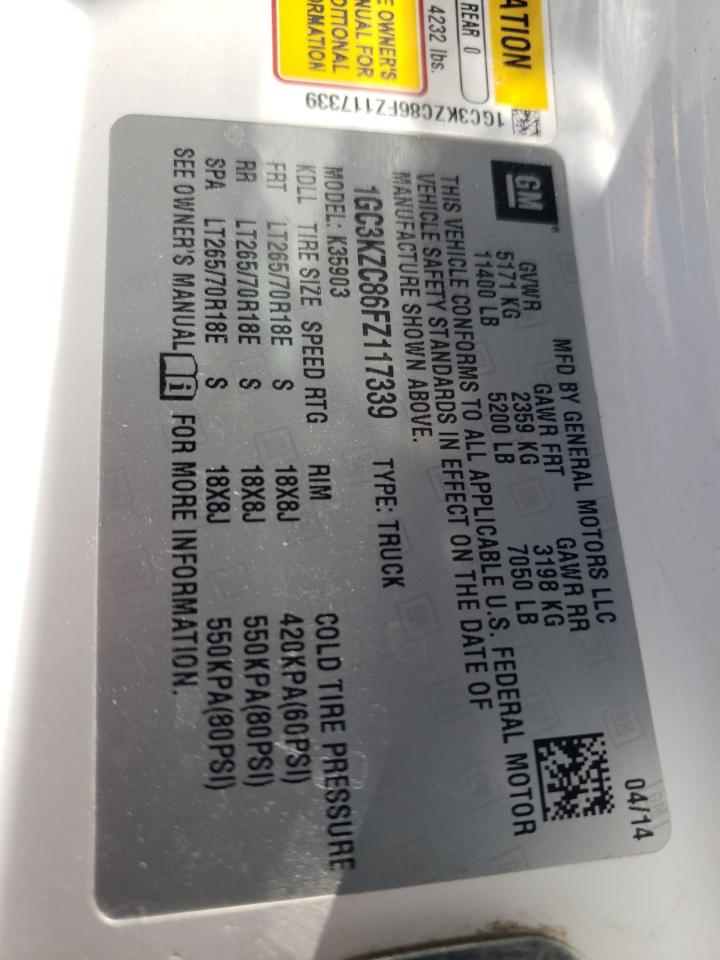 ATION
REAR 0
4232 lbs.
E OWNER'S
NUAL FOR
DITIONAL
ORMATION
1GC3KZC86FZ117339
GM
MFD BY GENERAL MOTORS LLC
04/14
GVWR GAWR FRT GAWR RR
5171 KG 2359 KG 3198 KG
11400 LB 5200 LB 7050 LB
THIS VEHICLE CONFORMS TO ALL APPLICABLE U.S. FEDERAL MOTOR
VEHICLE SAFETY STANDARDS IN EFFECT ON THE DATE OF
MANUFACTURE SHOWN ABOVE.
1GC3KZC86FZ117339 TYPE: TRUCK
MODEL: K35903
KDLL TIRE SIZE SPEED RTG RIM COLD TIRE PRESSURE
FRT LT265/70R18E S 18X8J 420KPA(60PSI)
RR LT265/70R18E S 18X8J 550KPA(80PSI)
SPA LT265/70R18E S 18X8J 550KPA(80PSI)
SEE OWNER'S MANUAL FOR MORE INFORMATION.